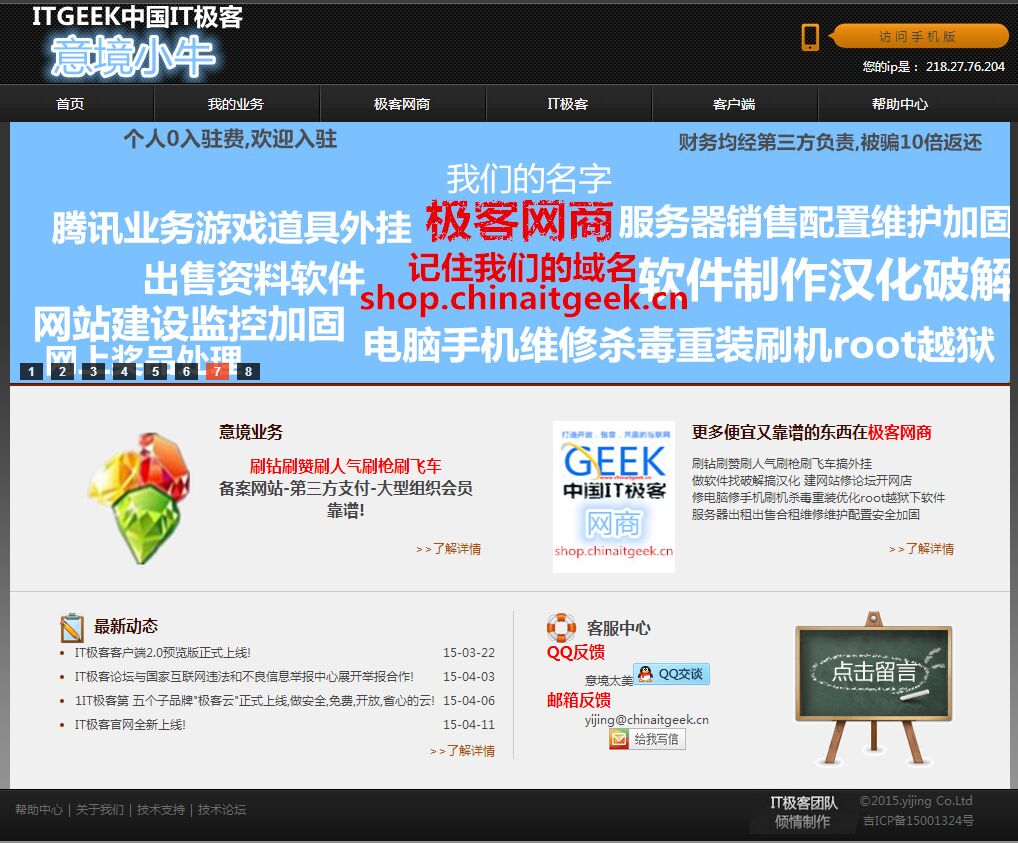 ITGEEK中国IT极客
意境小牛
访问手机版
您的ip是： 218.27.76.204
首页 我的业务 极客网商 IT极客 客户端 帮助中心
个人0入驻费,欢迎入驻
财务均经第三方负责,被骗10倍返还
我们的名字
腾讯业务游戏道具外挂 极客网商 服务器销售配置维护加固
出售资料软件 记住我们的域名 软件制作汉化破解
shop.chinaitgeek.cn
网站建设监控加固
电脑手机维修杀毒重装刷机root越狱
网上奖品处理
1 2 3 4 5 6 7 8
意境业务
刷钻刷赞刷人气刷枪刷飞车
备案网站-第三方支付-大型组织会员
靠谱!
>>了解详情
GEEK
www.chinaitgeek.cn
中国IT极客
网商
shop.chinaitgeek.cn
更多便宜又靠谱的东西在极客网商
刷钻刷赞刷人气刷枪刷飞车搞外挂
做软件找破解搞汉化 建网站修论坛开网店
修电脑修手机刷机杀毒重装优化root越狱下软件
服务器出租出售合租维修维护配置安全加固
>>了解详情
最新动态
IT极客客户端2.0预览版正式上线! 15-03-22
IT极客论坛与国家互联网违法和不良信息举报中心展开举报合作! 15-04-03
1IT极客第 五个子品牌"极客云"正式上线,做安全,免费,开放,省心的云! 15-04-06
IT极客官网全新上线! 15-04-11
>>了解详情
客服中心
QQ反馈
意境太美 QQ交谈
邮箱反馈
yijing@chinaitgeek.cn
给我写信
点击留言
帮助中心 | 关于我们 | 技术支持 | 技术论坛
IT极客团队
倾情制作
©2015.yijing Co.Ltd
吉ICP备15001324号